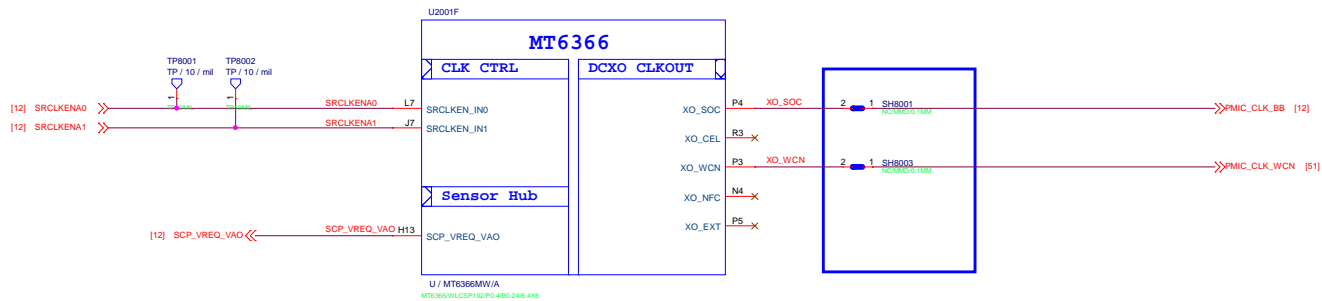 U2001F
MT6366
CLK CTRL
DCXO CLKOUT
TP8001
TP / 10 / mil
1
TP8002
TP / 10 / mil
1
[12] SRCLKENA0
SRCLKENA0
L7
SRCLKEN_IN0
[12] SRCLKENA1
SRCLKENA1
J7
SRCLKEN_IN1
XO_SOC
P4
XO_SOC
2
1
SH8001
NC/MMD/0.1MM
PMIC_CLK_BB [12]
XO_CEL
R3
XO_WCN
P3
XO_WCN
2
1
SH8003
NC/MMD/0.1MM
PMIC_CLK_WCN [51]
Sensor Hub
XO_NFC
N4
XO_EXT
P5
[12] SCP_VREQ_VAO
SCP_VREQ_VAO
H13
SCP_VREQ_VAO
U / MT6366MW/A
MT6366/WLCSP192/P0.4/B0.24/6.4X6